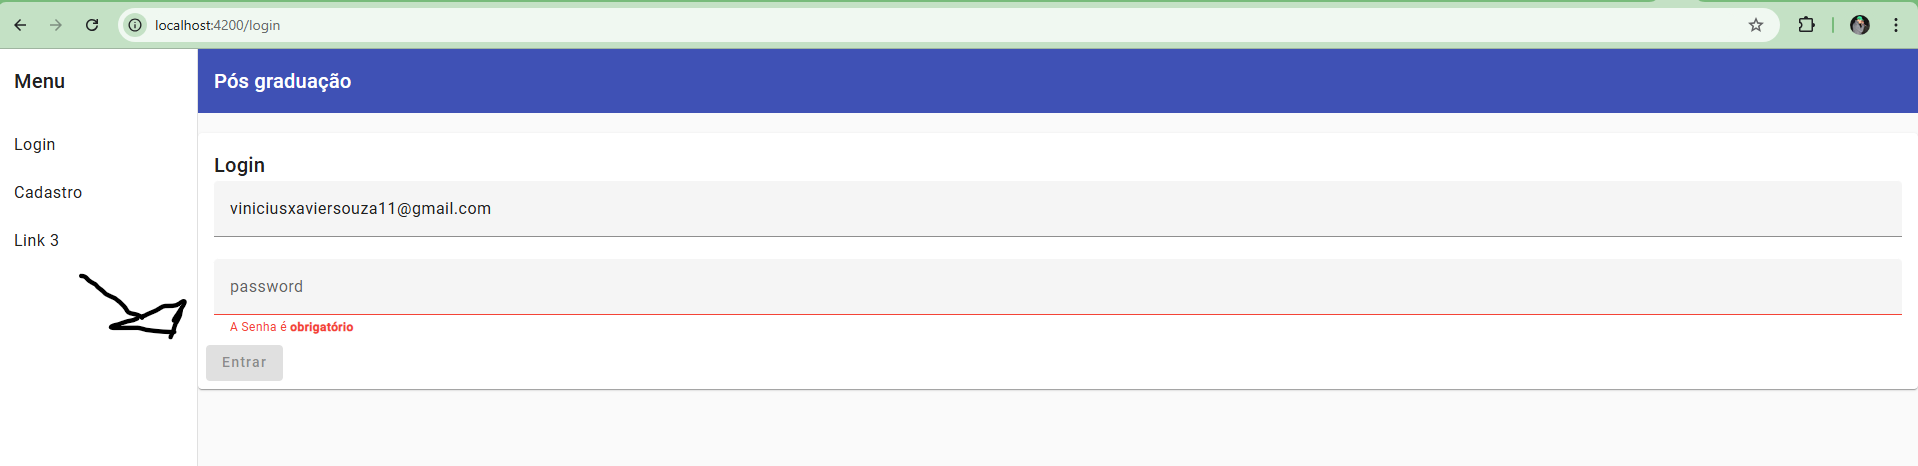 localhost:4200/login
Menu
Pós graduação
Login
Cadastro
Link 3
Login
viniciusxaviersouza11@gmail.com
password
A Senha é obrigatório
Entrar